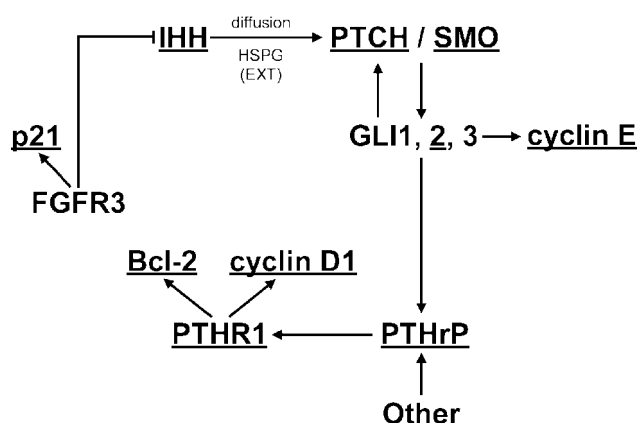 diffusion
IHH PTCH / SMO
HSPG
(EXT)
p21 GLI1, 2, 3 cyclin E
FGFR3
Bcl-2 cyclin D1
PTHR1 PTHrP
Other